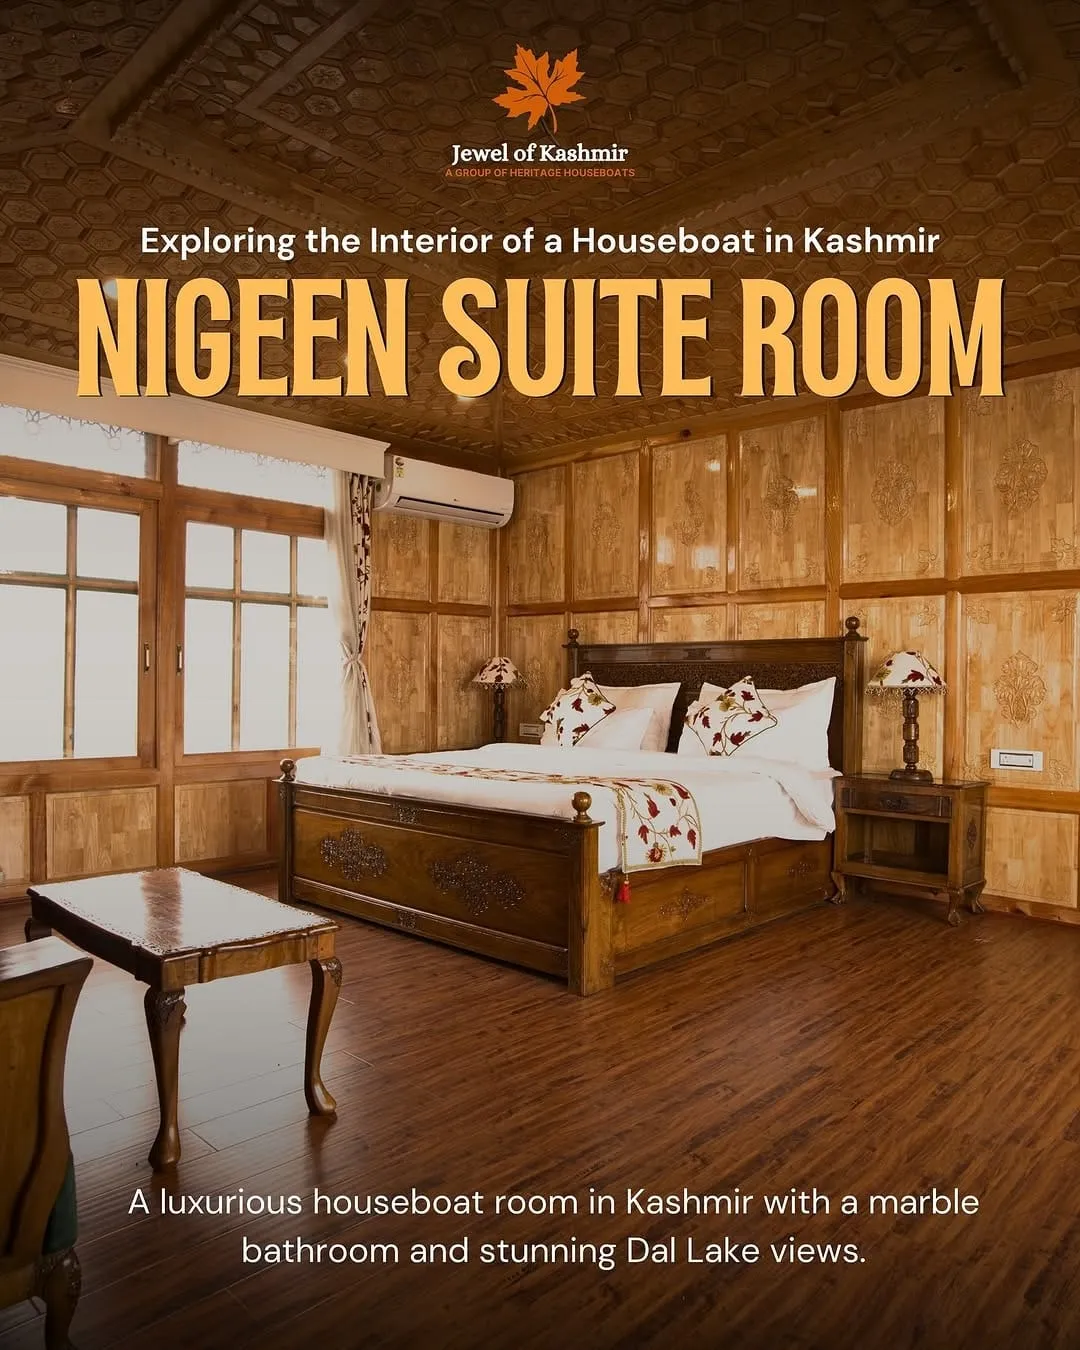 Jewel of Kashmir
A GROUP OF HERITAGE HOUSEBOATS
Exploring the Interior of a Houseboat in Kashmir
NIGEEN SUITE ROOM
A luxurious houseboat room in Kashmir with a marble
bathroom and stunning Dal Lake views.